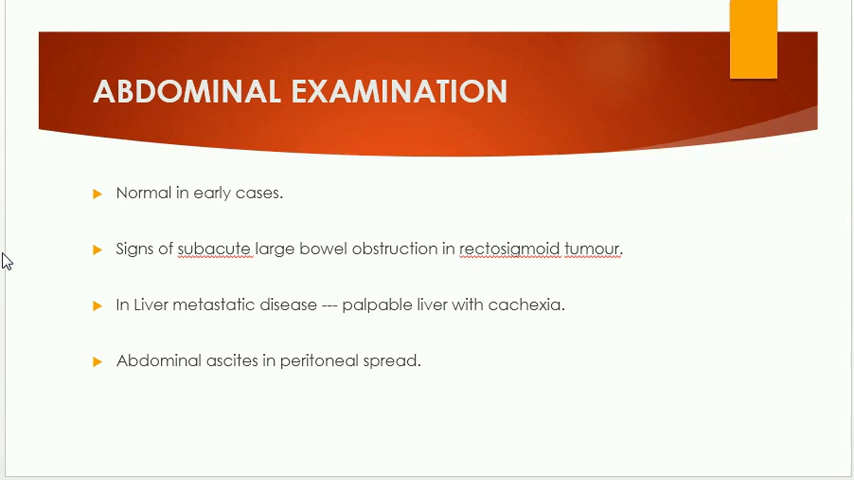 ABDOMINAL EXAMINATION
Normal in early cases.
Signs of subacute large bowel obstruction in rectosigmoid tumour.
In Liver metastatic disease --- palpable liver with cachexia.
Abdominal ascites in peritoneal spread.